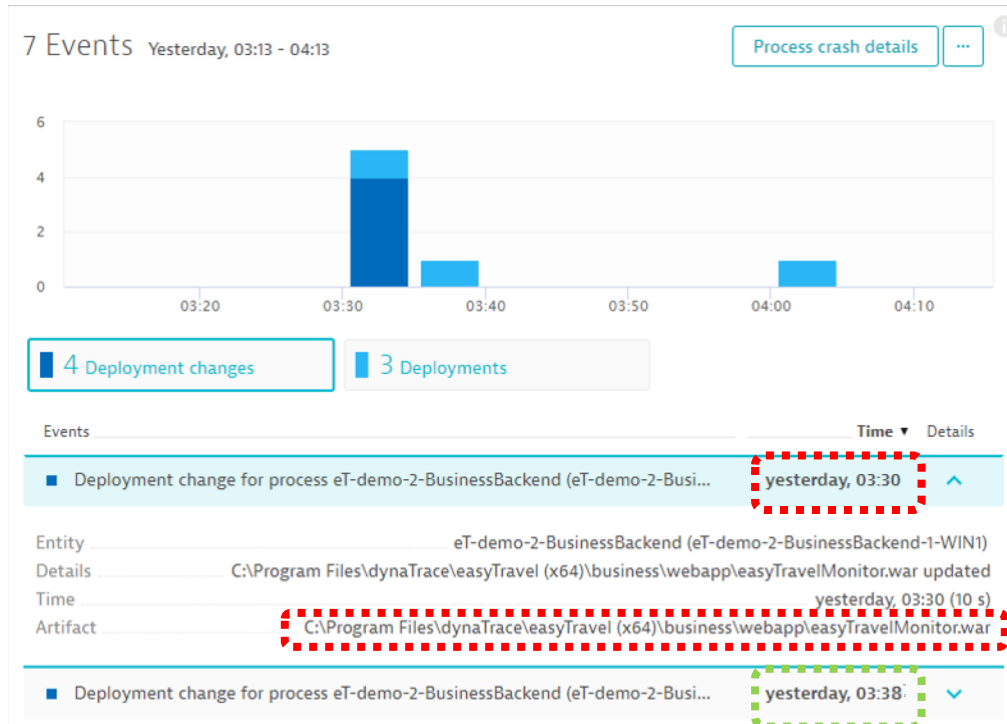 7 Events Yesterday, 03:13 - 04:13
Process crash details ...
i
6
4
2
0
03:20 03:30 03:40 03:50 04:00 04:10
4 Deployment changes 3 Deployments
Events Time ▼ Details
Deployment change for process eT-demo-2-BusinessBackend (eT-demo-2-Busi... yesterday, 03:30
Entity eT-demo-2-BusinessBackend (eT-demo-2-BusinessBackend-1-WIN1)
Details C:\Program Files\dynaTrace\easyTravel (x64)\business\webapp\easyTravelMonitor.war updated
Time yesterday, 03:30 (10 s)
Artifact C:\Program Files\dynaTrace\easyTravel (x64)\business\webapp\easyTravelMonitor.war
Deployment change for process eT-demo-2-BusinessBackend (eT-demo-2-Busi... yesterday, 03:38